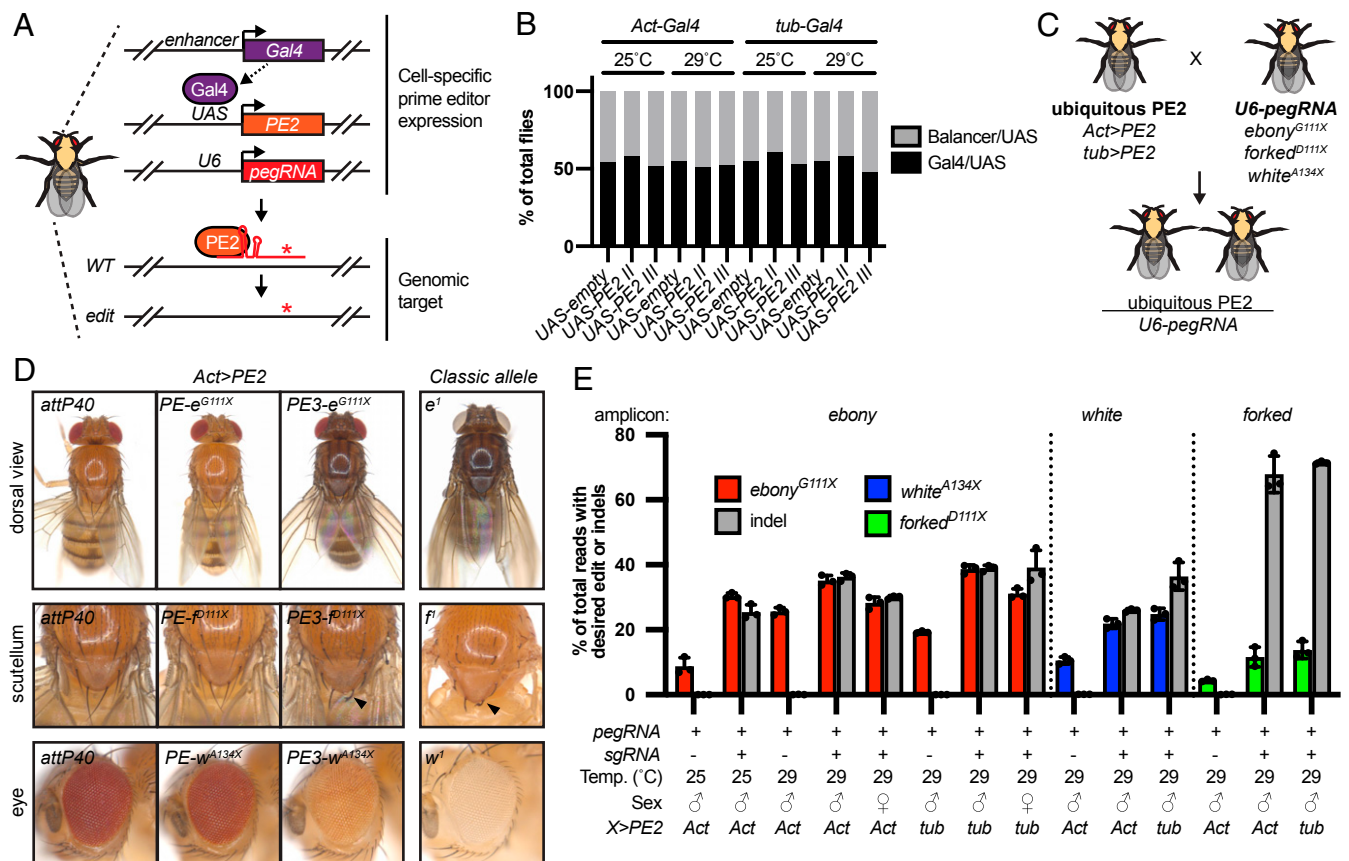 A
enhancer
Gal4
Gal4
UAS
PE2
U6
pegRNA
PE2
*
WT
*
edit
Cell-specific
prime editor
expression
Genomic
target
B
Act-Gal4
tub-Gal4
25˚C
29˚C
25˚C
29˚C
% of total flies
100
50
0
Balancer/UAS
Gal4/UAS
UAS-empty
UAS-PE2 II
UAS-PE2 III
UAS-empty
UAS-PE2 II
UAS-PE2 III
UAS-empty
UAS-PE2 II
UAS-PE2 III
UAS-empty
UAS-PE2 II
UAS-PE2 III
C
X
ubiquitous PE2
Act>PE2
tub>PE2
U6-pegRNA
ebony^G111X
forked^D111X
white^A134X
ubiquitous PE2
U6-pegRNA
D
Act>PE2
Classic allele
dorsal view
attP40
PE-e^G111X
PE3-e^G111X
e^1
scutellum
attP40
PE-f^D111X
PE3-f^D111X
f^1
eye
attP40
PE-w^A134X
PE3-w^A134X
w^1
E
amplicon:
ebony
white
forked
% of total reads with
desired edit or indels
80
60
40
20
0
ebony^G111X
indel
white^A134X
forked^D111X
pegRNA + + + + + + + + + + + + + +
sgRNA - + - + + - + + - + + - + +
Temp. (˚C) 25 25 29 29 29 29 29 29 29 29 29 29 29 29
Sex ♂ ♂ ♂ ♂ ♀ ♂ ♂ ♀ ♂ ♂ ♂ ♂ ♂ ♂
X>PE2 Act Act Act Act Act tub tub tub Act Act tub Act Act tub